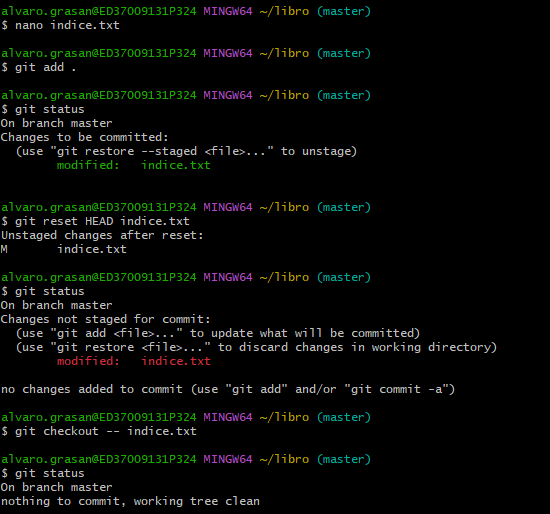 alvaro.grasan@ED37009131P324 MINGW64 ~/libro (master)
$ nano indice.txt
alvaro.grasan@ED37009131P324 MINGW64 ~/libro (master)
$ git add .
alvaro.grasan@ED37009131P324 MINGW64 ~/libro (master)
$ git status
On branch master
Changes to be committed:
  (use "git restore --staged <file>..." to unstage)
        modified:   indice.txt
alvaro.grasan@ED37009131P324 MINGW64 ~/libro (master)
$ git reset HEAD indice.txt
Unstaged changes after reset:
M       indice.txt
alvaro.grasan@ED37009131P324 MINGW64 ~/libro (master)
$ git status
On branch master
Changes not staged for commit:
  (use "git add <file>..." to update what will be committed)
  (use "git restore <file>..." to discard changes in working directory)
        modified:   indice.txt
no changes added to commit (use "git add" and/or "git commit -a")
alvaro.grasan@ED37009131P324 MINGW64 ~/libro (master)
$ git checkout -- indice.txt
alvaro.grasan@ED37009131P324 MINGW64 ~/libro (master)
$ git status
On branch master
nothing to commit, working tree clean